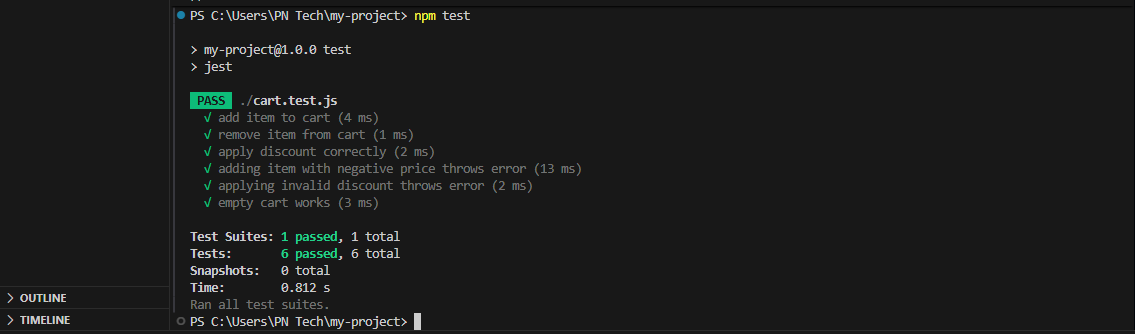 PS C:\Users\PN Tech\my-project> npm test
> my-project@1.0.0 test
> jest
PASS ./cart.test.js
√ add item to cart (4 ms)
√ remove item from cart (1 ms)
√ apply discount correctly (2 ms)
√ adding item with negative price throws error (13 ms)
√ applying invalid discount throws error (2 ms)
√ empty cart works (3 ms)
Test Suites: 1 passed, 1 total
Tests: 6 passed, 6 total
Snapshots: 0 total
Time: 0.812 s
Ran all test suites.
PS C:\Users\PN Tech\my-project>
> OUTLINE
> TIMELINE